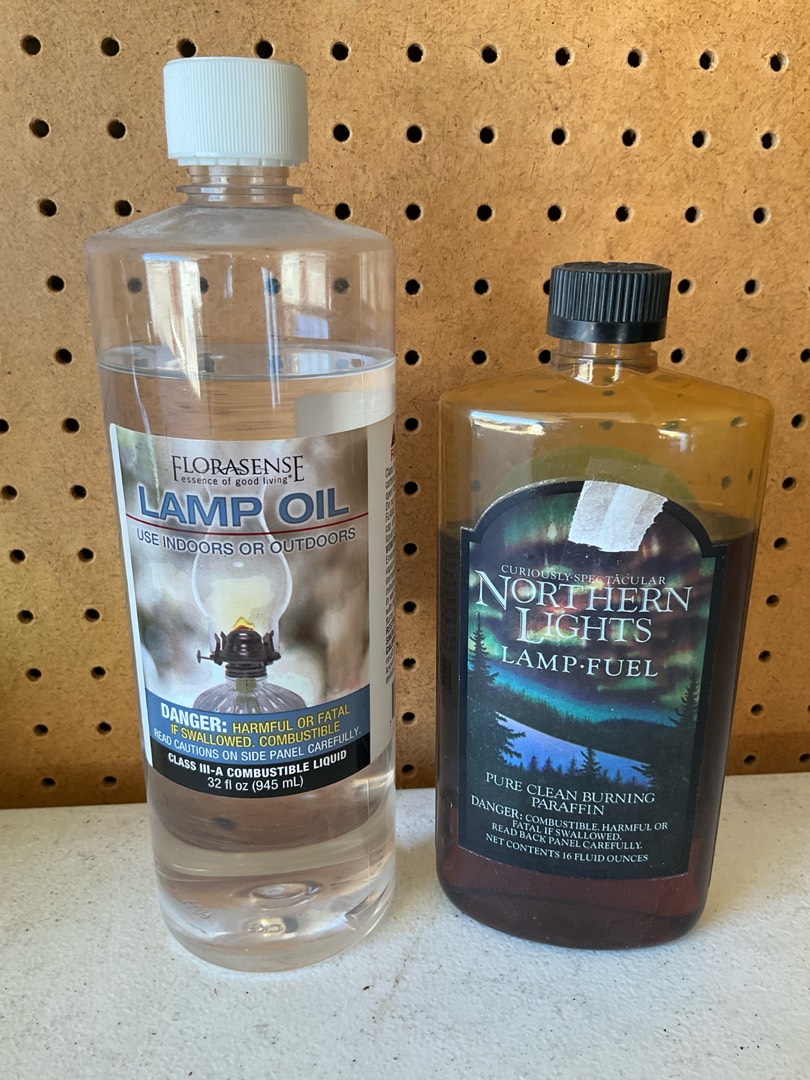 FLORASENSE
essence of good living®
LAMP OIL
USE INDOORS OR OUTDOORS
DANGER: HARMFUL OR FATAL
IF SWALLOWED. COMBUSTIBLE
READ CAUTIONS ON SIDE PANEL CAREFULLY.
CLASS III-A COMBUSTIBLE LIQUID
32 fl oz (945 mL)
CURIOUSLY·SPECTACULAR
NORTHERN
LIGHTS
LAMP·FUEL
PURE CLEAN BURNING
PARAFFIN
DANGER: COMBUSTIBLE. HARMFUL OR
FATAL IF SWALLOWED.
READ BACK PANEL CAREFULLY.
NET CONTENTS 16 FLUID OUNCES